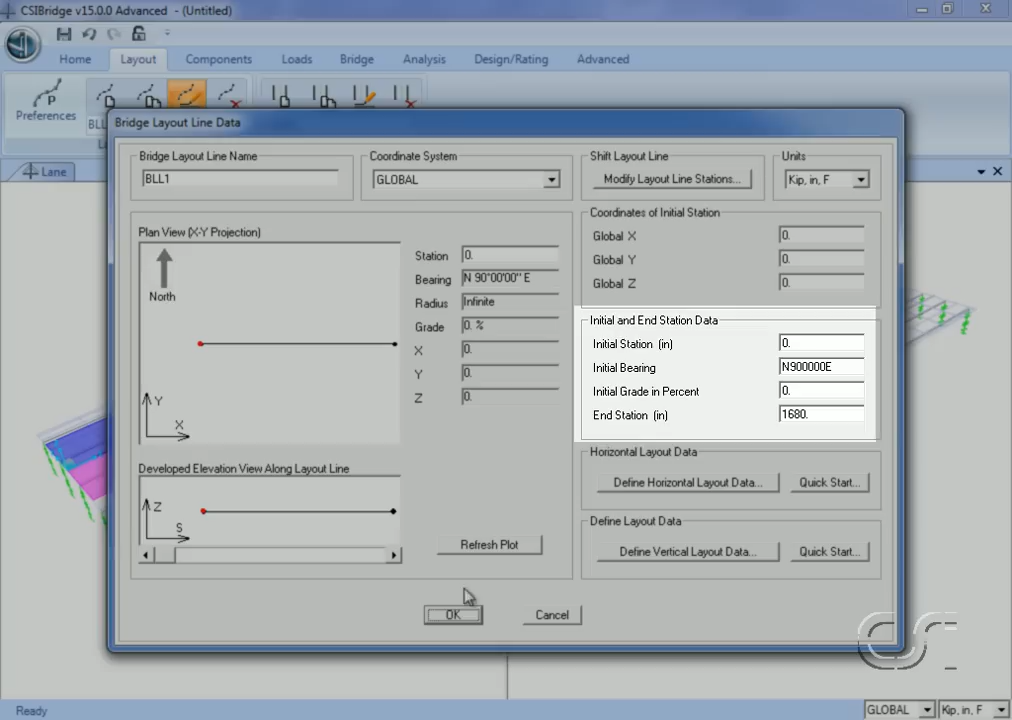 CSiBridge v15.0.0 Advanced - (Untitled)
Home Layout Components Loads Bridge Analysis Design/Rating Advanced
P
Preferences
BLL
Bridge Layout Line Data
Lane
Bridge Layout Line Name
BLL1
Coordinate System
GLOBAL
Shift Layout Line
Modify Layout Line Stations...
Units
Kip, in, F
Plan View (X-Y Projection)
North
Y
X
Station 0.
Bearing N 90°00'00" E
Radius Infinite
Grade 0. %
X 0.
Y 0.
Z 0.
Coordinates of Initial Station
Global X 0.
Global Y 0.
Global Z 0.
Initial and End Station Data
Initial Station (in) 0.
Initial Bearing N900000E
Initial Grade in Percent 0.
End Station (in) 1680.
Developed Elevation View Along Layout Line
Z
S
Refresh Plot
Horizontal Layout Data
Define Horizontal Layout Data... Quick Start...
Define Layout Data
Define Vertical Layout Data... Quick Start...
OK Cancel
CSi
Ready GLOBAL Kip, in, F